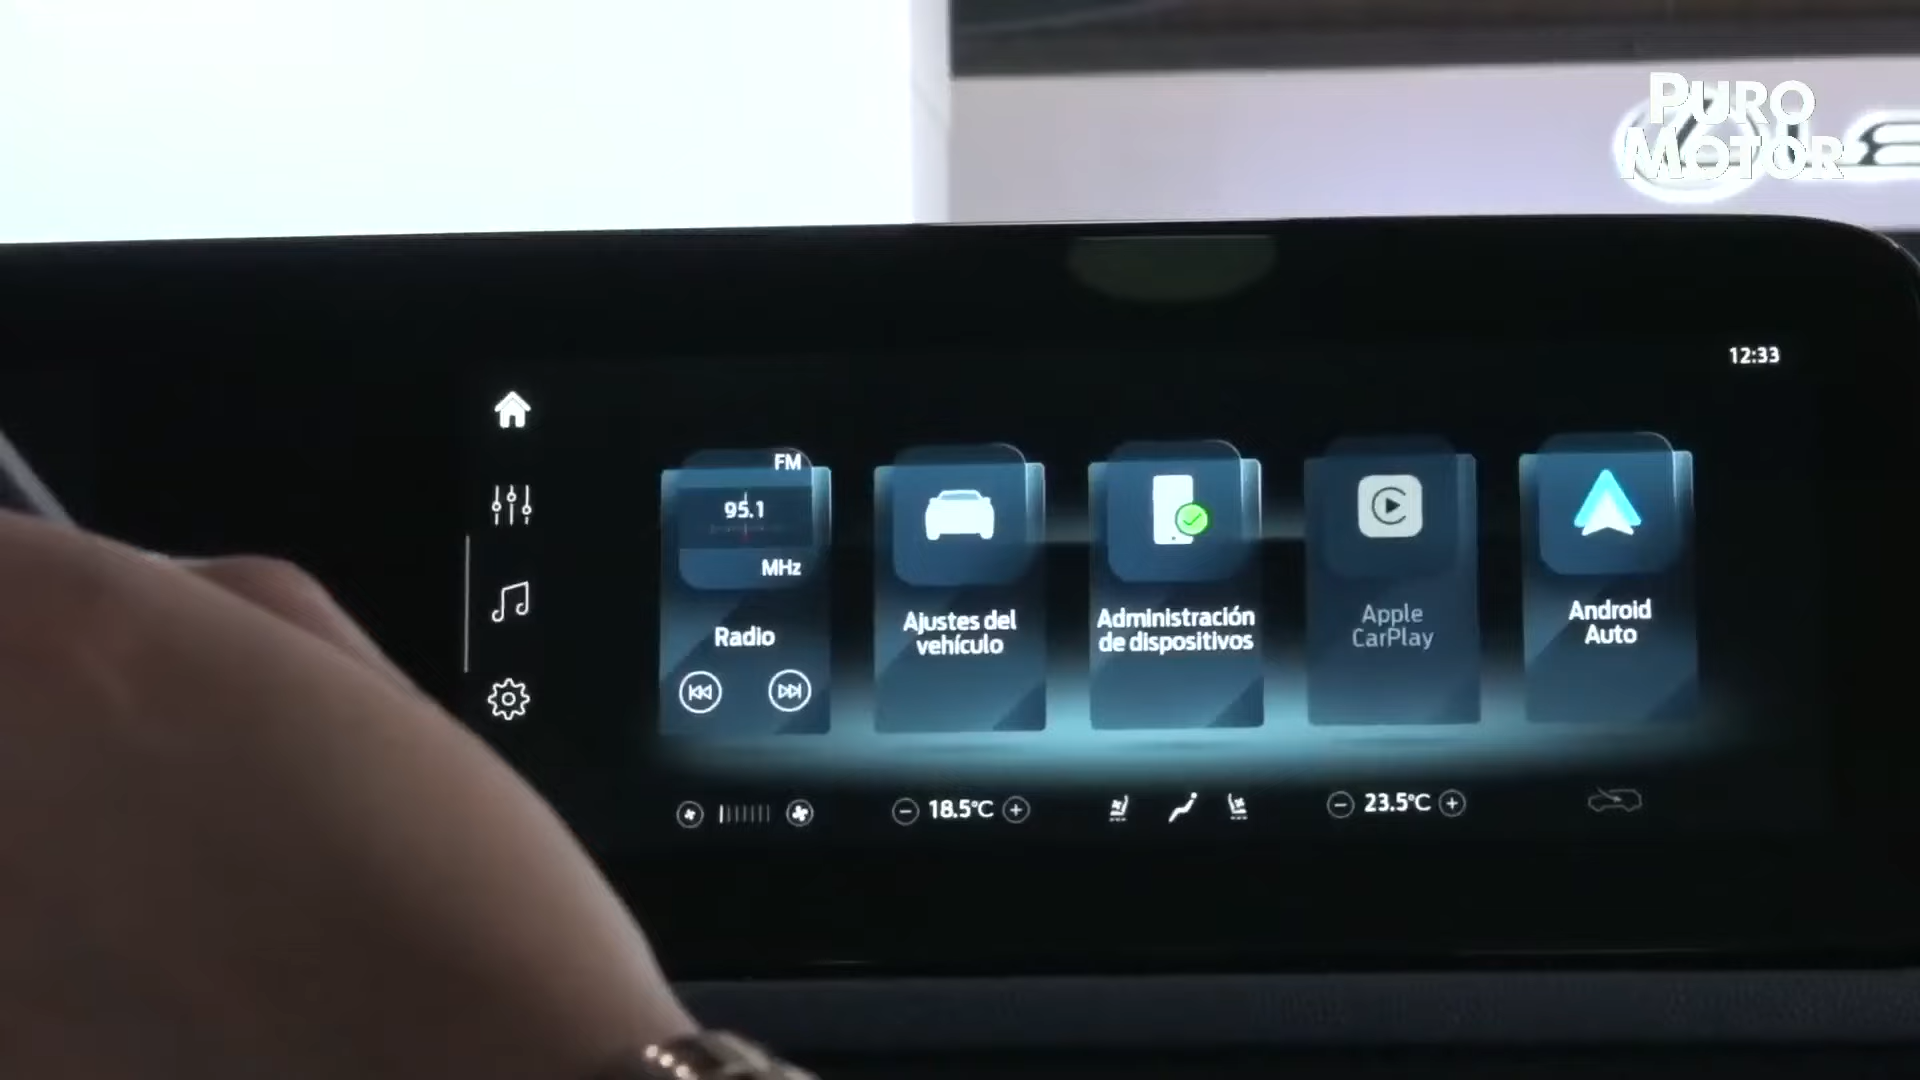 PURO
MOTOR
LE
12:33
FM
95.1
MHz
Radio
Ajustes del
vehículo
Administración
de dispositivos
Apple
CarPlay
Android
Auto
18.5°C
23.5°C